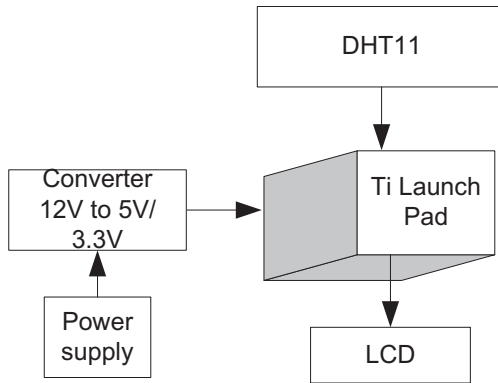 DHT11
Ti Launch
Pad
Converter
12V to 5V/
3.3V
Power
supply
LCD